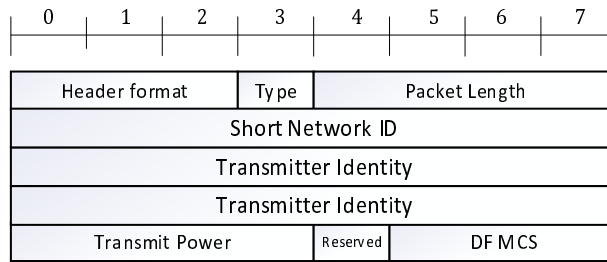 0 1 2 3 4 5 6 7
Header format Type Packet Length
Short Network ID
Transmitter Identity
Transmitter Identity
Transmit Power Reserved DF MCS